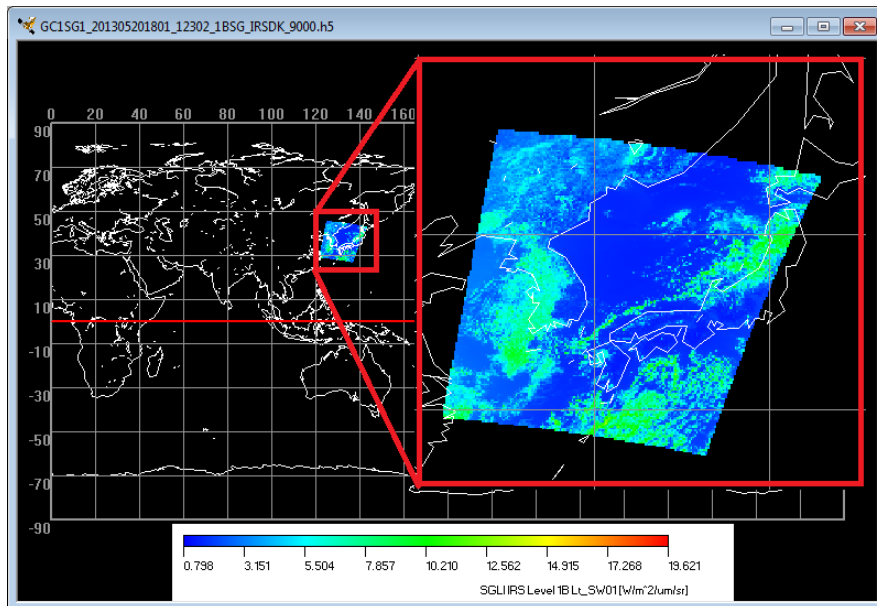 GC1SG1_201305201801_12302_1BSG_IRSDK_9000.h5
0 20 40 60 80 100 120 140 160
90
70
50
30
10
-10
-30
-50
-70
-90
0.798 3.151 5.504 7.857 10.210 12.562 14.915 17.268 19.621
SGLI IRS Level 1B Lt_SW01 [W/m^2/um/sr]